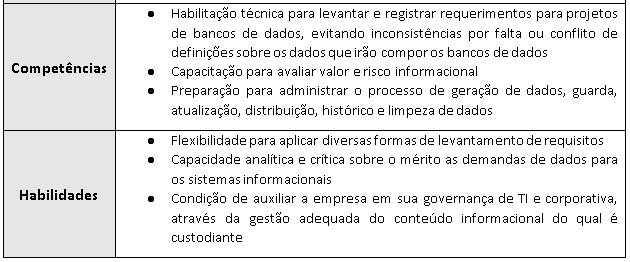 Competências
● Habilitação técnica para levantar e registrar requerimentos para projetos
de bancos de dados, evitando inconsistências por falta ou conflito de
definições sobre os dados que irão compor os bancos de dados
● Capacitação para avaliar valor e risco informacional
● Preparação para administrar o processo de geração de dados, guarda,
atualização, distribuição, histórico e limpeza de dados
Habilidades
● Flexibilidade para aplicar diversas formas de levantamento de requisitos
● Capacidade analítica e crítica sobre o mérito as demandas de dados para
os sistemas informacionais
● Condição de auxiliar a empresa em sua governança de TI e corporativa,
através da gestão adequada do conteúdo informacional do qual é
custodiante